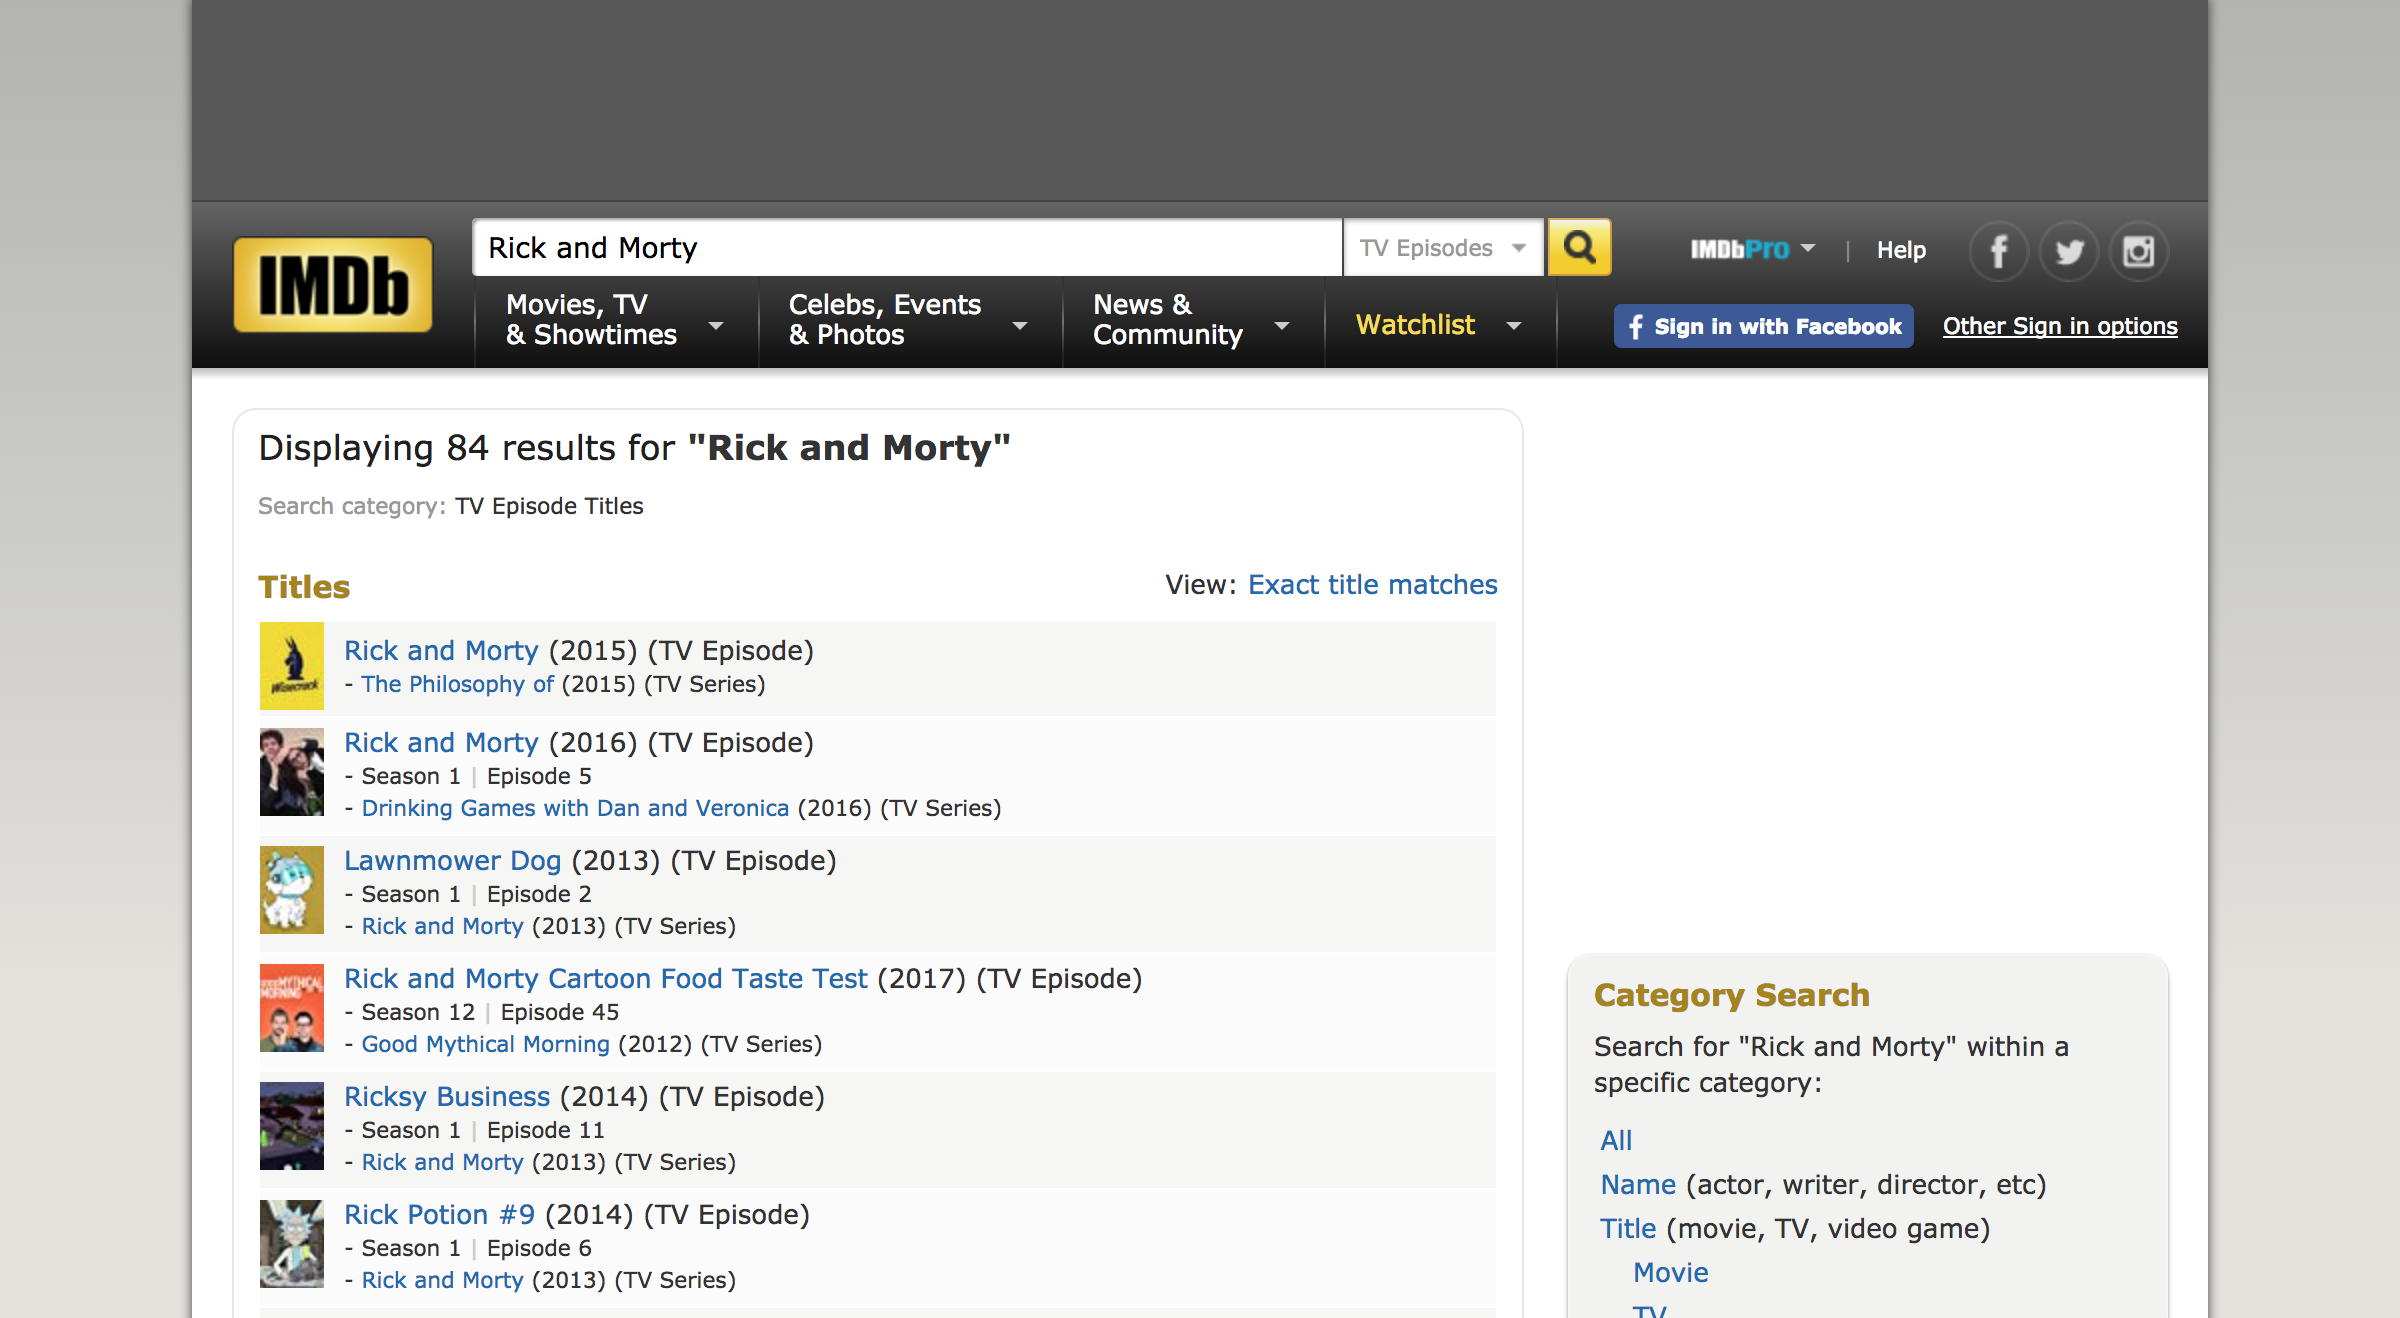 Rick and Morty
TV Episodes
IMDbPro
|
Help
IMDb
Movies, TV
& Showtimes
Celebs, Events
& Photos
News &
Community
Watchlist
Sign in with Facebook
Other Sign in options
Displaying 84 results for "Rick and Morty"
Search category: TV Episode Titles
Titles
View: Exact title matches
Wisecrack
Rick and Morty (2015) (TV Episode)
- The Philosophy of (2015) (TV Series)
Rick and Morty (2016) (TV Episode)
- Season 1 | Episode 5
- Drinking Games with Dan and Veronica (2016) (TV Series)
Lawnmower Dog (2013) (TV Episode)
- Season 1 | Episode 2
- Rick and Morty (2013) (TV Series)
MYTHICAL
MORNING
Rick and Morty Cartoon Food Taste Test (2017) (TV Episode)
- Season 12 | Episode 45
- Good Mythical Morning (2012) (TV Series)
Ricksy Business (2014) (TV Episode)
- Season 1 | Episode 11
- Rick and Morty (2013) (TV Series)
Rick Potion #9 (2014) (TV Episode)
- Season 1 | Episode 6
- Rick and Morty (2013) (TV Series)
Category Search
Search for "Rick and Morty" within a
specific category:
All
Name (actor, writer, director, etc)
Title (movie, TV, video game)
Movie
TV